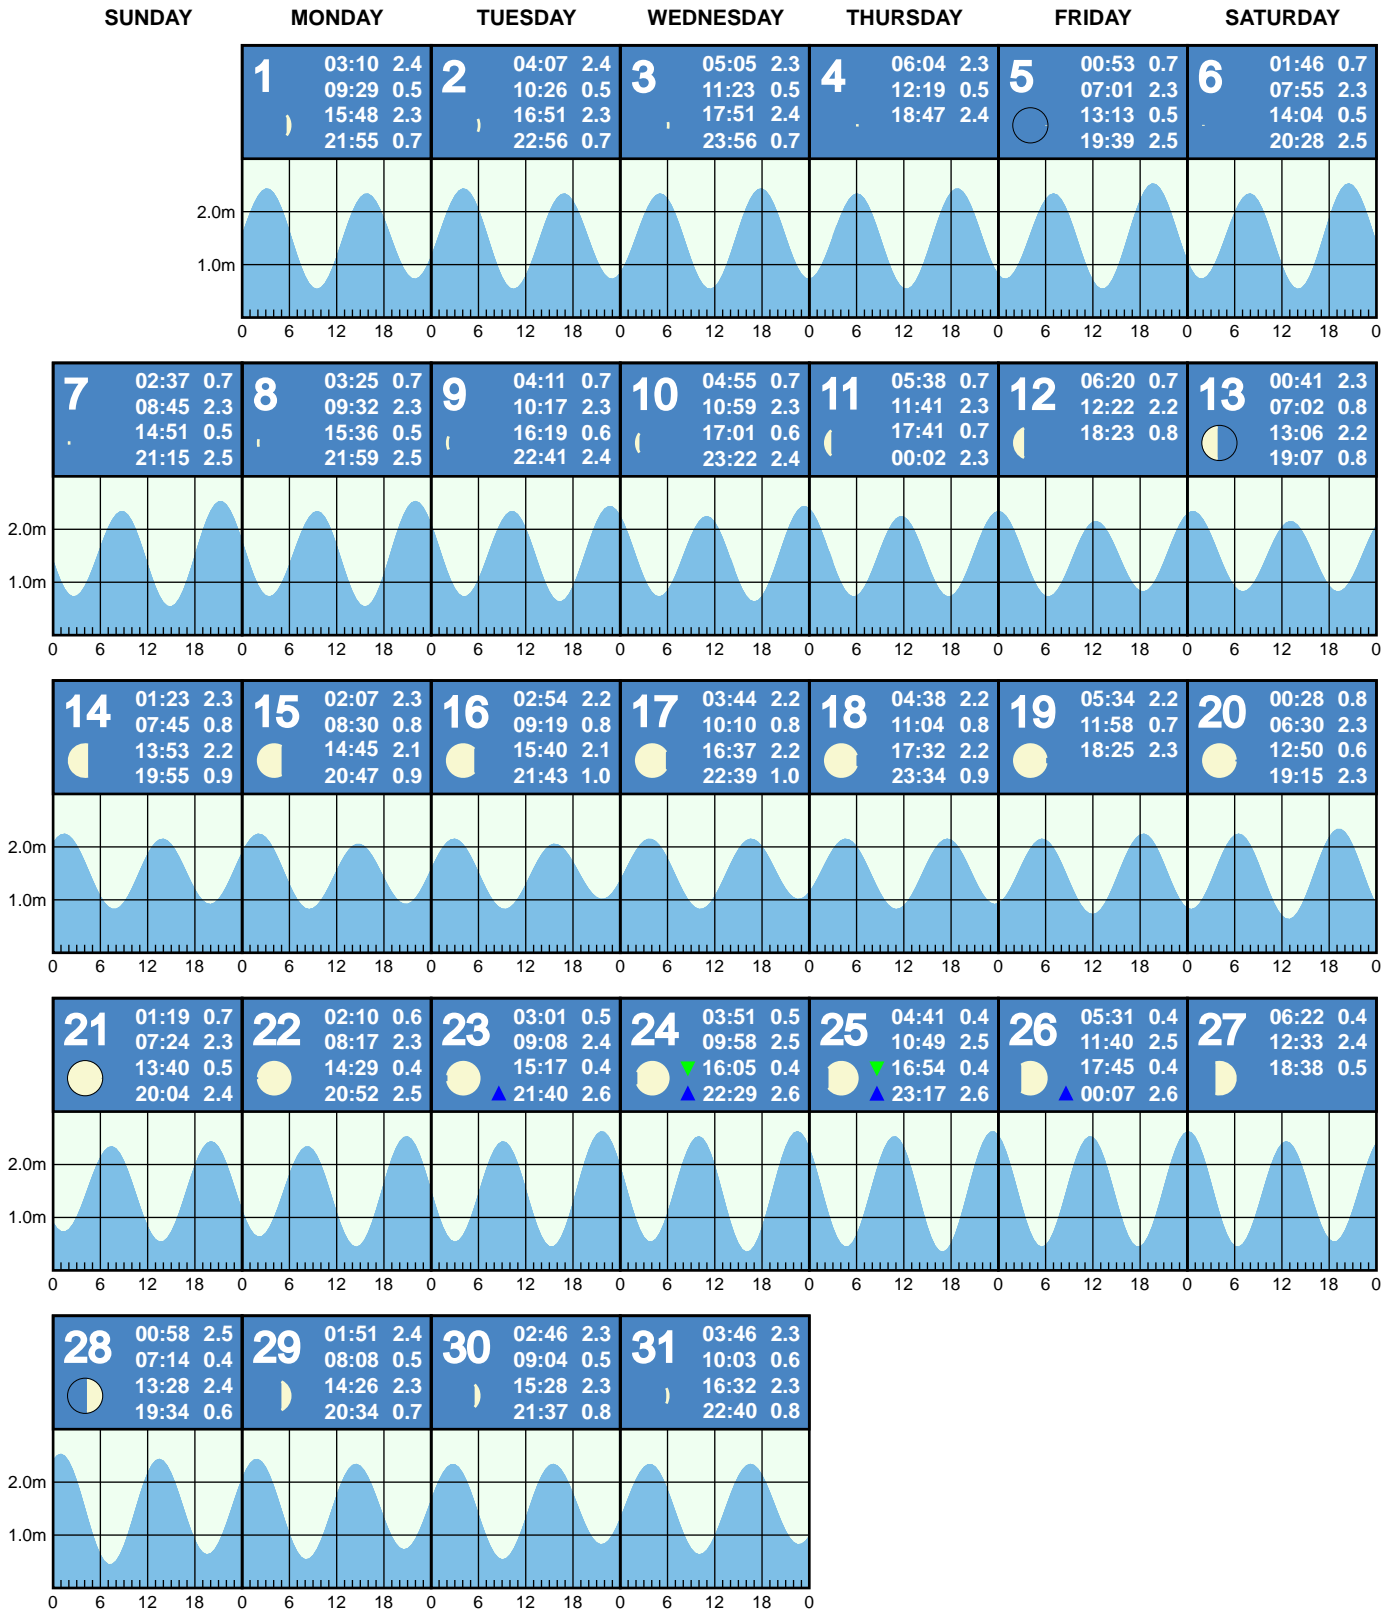 SUNDAY MONDAY TUESDAY WEDNESDAY THURSDAY FRIDAY SATURDAY
1 03:10 2.4
09:29 0.5
15:48 2.3
21:55 0.7
2 04:07 2.4
10:26 0.5
16:51 2.3
22:56 0.7
3 05:05 2.3
11:23 0.5
17:51 2.4
23:56 0.7
4 06:04 2.3
12:19 0.5
18:47 2.4
5 00:53 0.7
07:01 2.3
13:13 0.5
19:39 2.5
6 01:46 0.7
07:55 2.3
14:04 0.5
20:28 2.5
2.0m
1.0m
0 6 12 18 0 6 12 18 0 6 12 18 0 6 12 18 0 6 12 18 0 6 12 18 0
7 02:37 0.7
08:45 2.3
14:51 0.5
21:15 2.5
8 03:25 0.7
09:32 2.3
15:36 0.5
21:59 2.5
9 04:11 0.7
10:17 2.3
16:19 0.6
22:41 2.4
10 04:55 0.7
10:59 2.3
17:01 0.6
23:22 2.4
11 05:38 0.7
11:41 2.3
17:41 0.7
00:02 2.3
12 06:20 0.7
12:22 2.2
18:23 0.8
13 00:41 2.3
07:02 0.8
13:06 2.2
19:07 0.8
2.0m
1.0m
0 6 12 18 0 6 12 18 0 6 12 18 0 6 12 18 0 6 12 18 0 6 12 18 0 6 12 18 0
14 01:23 2.3
07:45 0.8
13:53 2.2
19:55 0.9
15 02:07 2.3
08:30 0.8
14:45 2.1
20:47 0.9
16 02:54 2.2
09:19 0.8
15:40 2.1
21:43 1.0
17 03:44 2.2
10:10 0.8
16:37 2.2
22:39 1.0
18 04:38 2.2
11:04 0.8
17:32 2.2
23:34 0.9
19 05:34 2.2
11:58 0.7
18:25 2.3
20 00:28 0.8
06:30 2.3
12:50 0.6
19:15 2.3
2.0m
1.0m
0 6 12 18 0 6 12 18 0 6 12 18 0 6 12 18 0 6 12 18 0 6 12 18 0 6 12 18 0
21 01:19 0.7
07:24 2.3
13:40 0.5
20:04 2.4
22 02:10 0.6
08:17 2.3
14:29 0.4
20:52 2.5
23 03:01 0.5
09:08 2.4
15:17 0.4
21:40 2.6
24 03:51 0.5
09:58 2.5
16:05 0.4
22:29 2.6
25 04:41 0.4
10:49 2.5
16:54 0.4
23:17 2.6
26 05:31 0.4
11:40 2.5
17:45 0.4
00:07 2.6
27 06:22 0.4
12:33 2.4
18:38 0.5
2.0m
1.0m
0 6 12 18 0 6 12 18 0 6 12 18 0 6 12 18 0 6 12 18 0 6 12 18 0 6 12 18 0
28 00:58 2.5
07:14 0.4
13:28 2.4
19:34 0.6
29 01:51 2.4
08:08 0.5
14:26 2.3
20:34 0.7
30 02:46 2.3
09:04 0.5
15:28 2.3
21:37 0.8
31 03:46 2.3
10:03 0.6
16:32 2.3
22:40 0.8
2.0m
1.0m
0 6 12 18 0 6 12 18 0 6 12 18 0 6 12 18 0